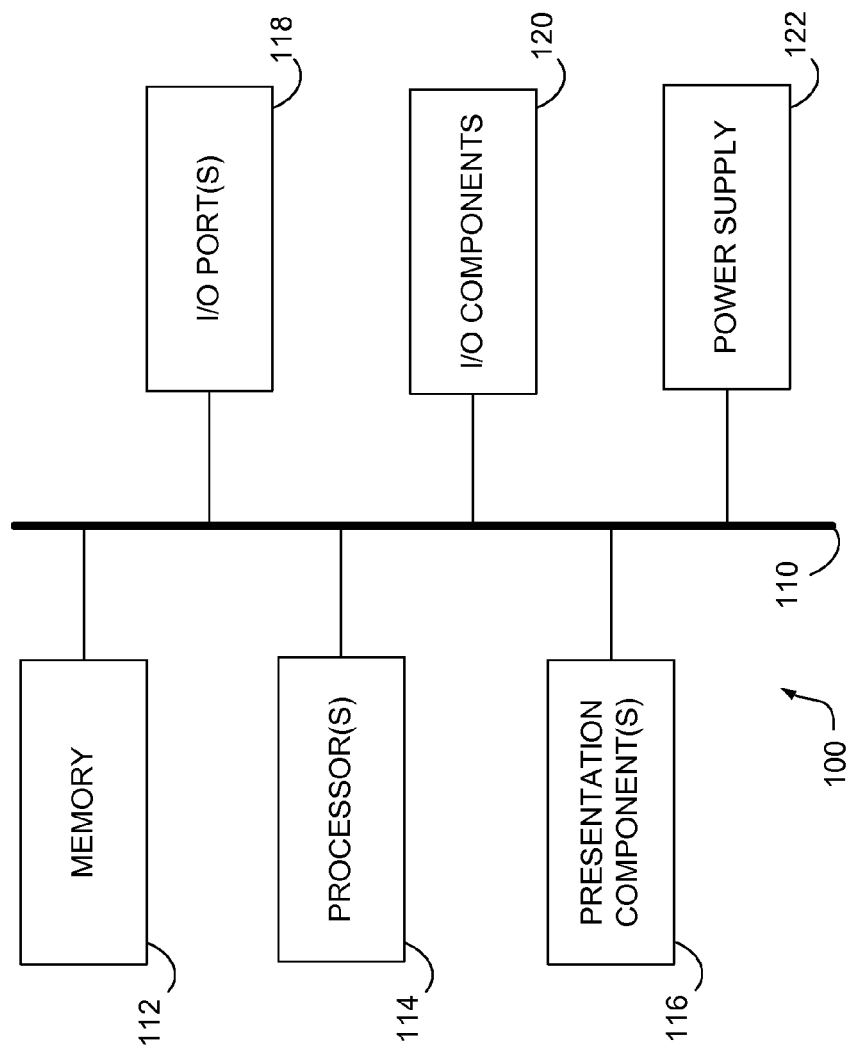 MEMORY
112
PROCESSOR(S)
114
PRESENTATION
COMPONENT(S)
116
I/O PORT(S)
118
I/O COMPONENTS
120
POWER SUPPLY
122
110
100